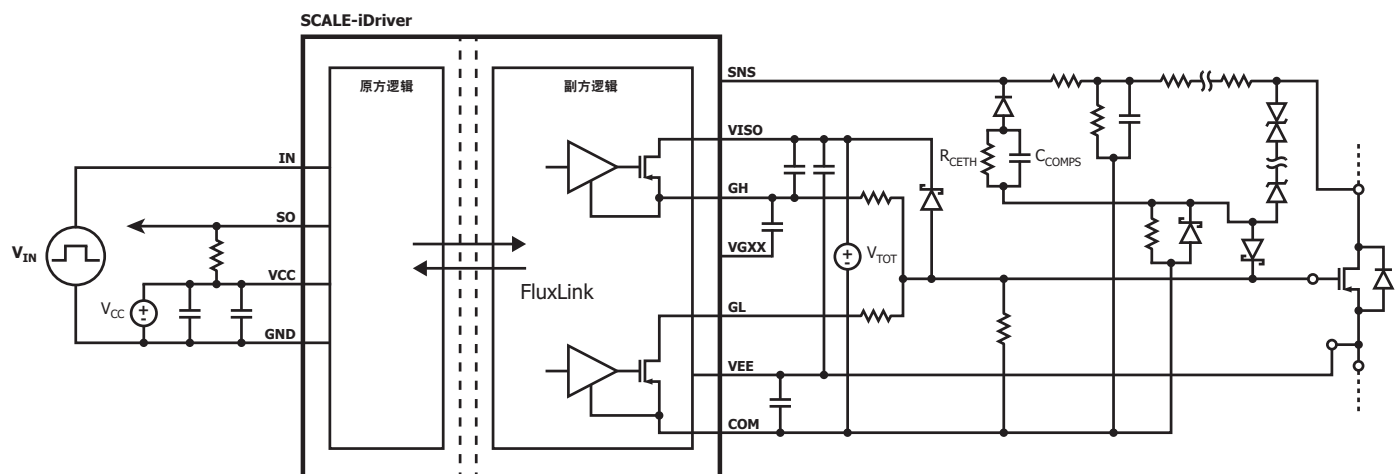 SCALE-iDriver
原方逻辑
副方逻辑
SNS
VISO
IN
GH
SO
VGXX
VCC
GND
GL
VEE
COM
FluxLink
VIN
VCC
VTOT
RCETH
CCOMPS
+
-
+
-